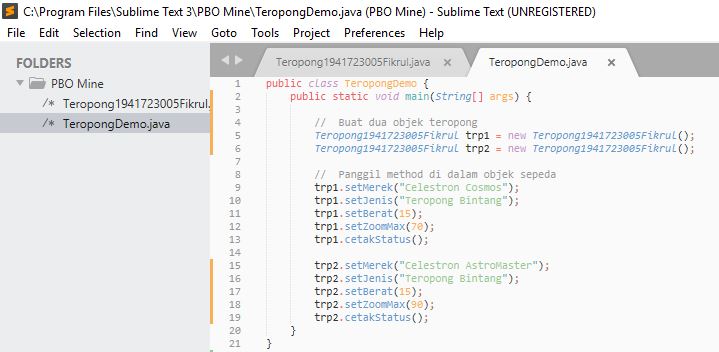 C:\Program Files\Sublime Text 3\PBO Mine\TeropongDemo.java (PBO Mine) - Sublime Text (UNREGISTERED)
File Edit Selection Find View Goto Tools Project Preferences Help
FOLDERS
PBO Mine
/* Teropong1941723005Fikrul.
/* TeropongDemo.java
Teropong1941723005Fikrul.java × TeropongDemo.java ×
1 public class TeropongDemo {
2 public static void main(String[] args) {
3
4 // Buat dua objek teropong
5 Teropong1941723005Fikrul trp1 = new Teropong1941723005Fikrul();
6 Teropong1941723005Fikrul trp2 = new Teropong1941723005Fikrul();
7
8 // Panggil method di dalam objek sepeda
9 trp1.setMerek("Celestron Cosmos");
10 trp1.setJenis("Teropong Bintang");
11 trp1.setBerat(15);
12 trp1.setZoomMax(70);
13 trp1.cetakStatus();
14
15 trp2.setMerek("Celestron AstroMaster");
16 trp2.setJenis("Teropong Bintang");
17 trp2.setBerat(15);
18 trp2.setZoomMax(90);
19 trp2.cetakStatus();
20 }
21 }